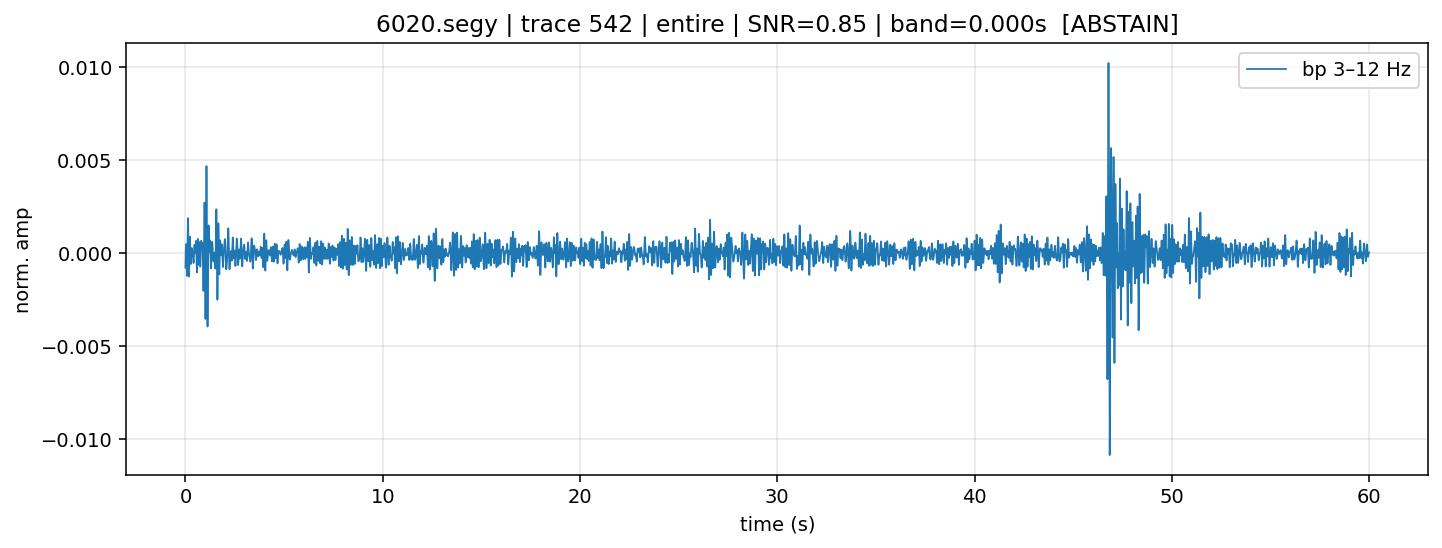 6020.segy | trace 542 | entire | SNR=0.85 | band=0.000s [ABSTAIN]
bp 3–12 Hz
norm. amp
0.010
0.005
0.000
−0.005
−0.010
0 10 20 30 40 50 60
time (s)